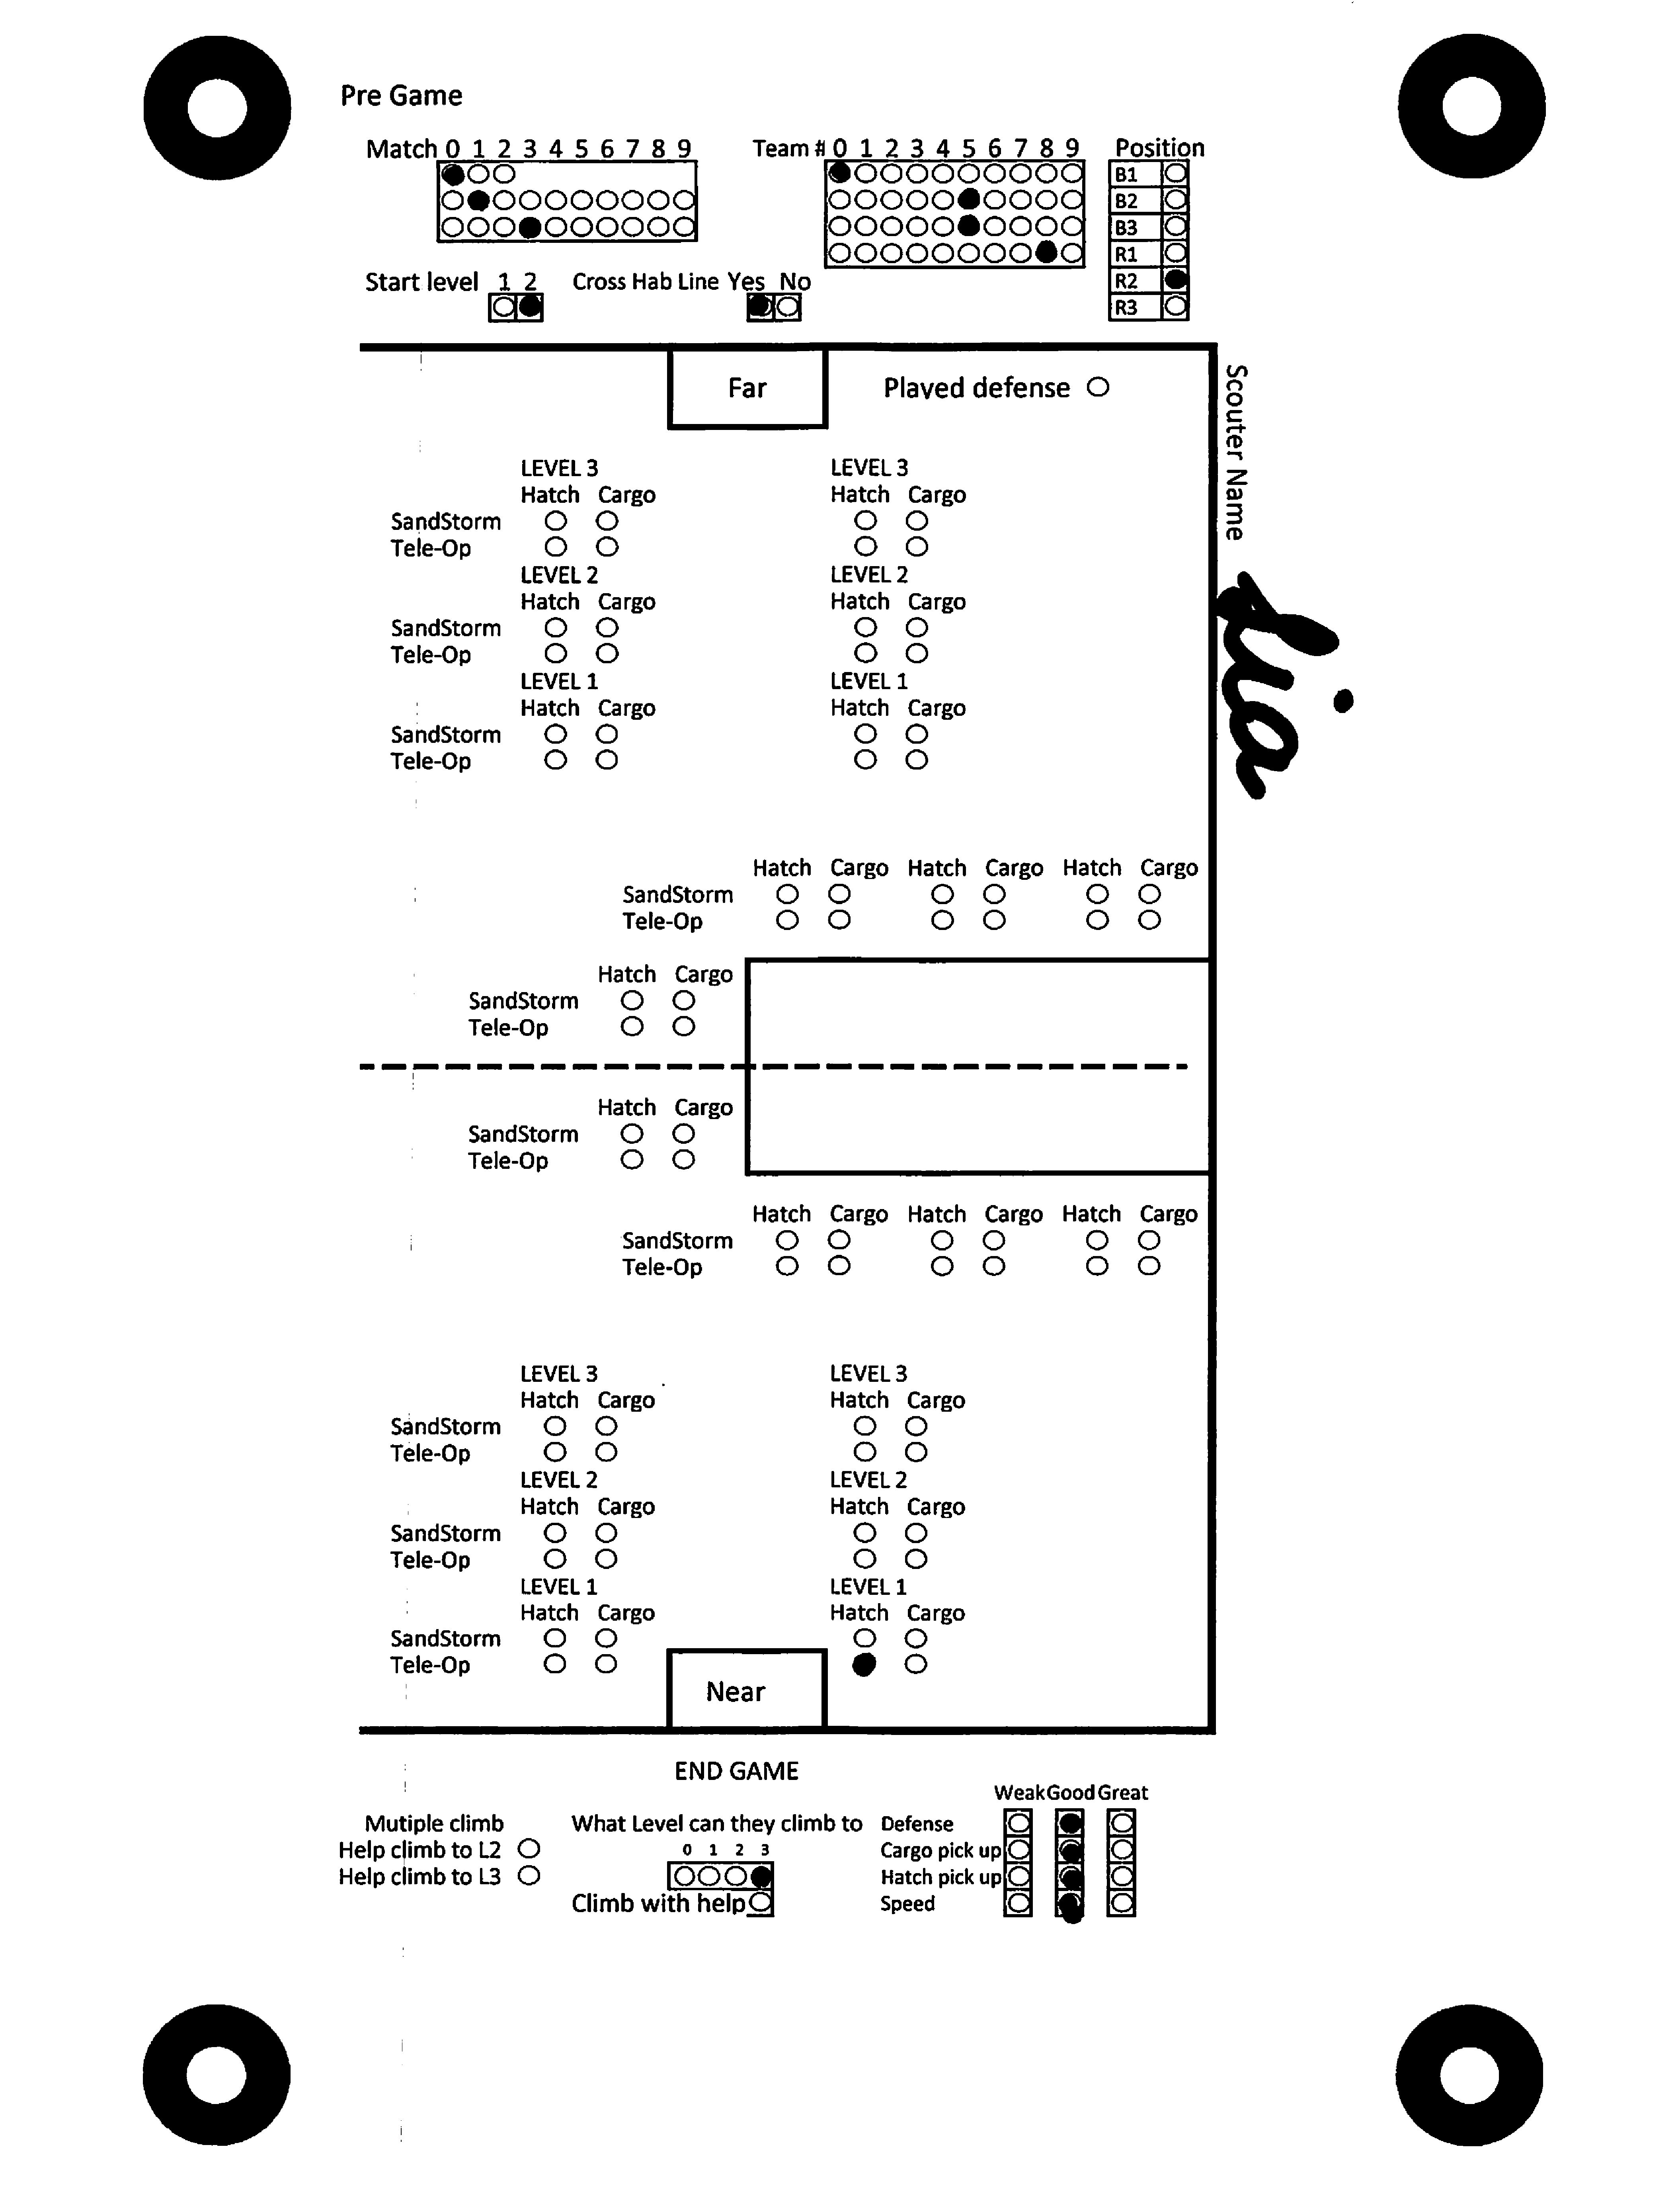 Pre Game
Match 0 1 2 3 4 5 6 7 8 9
Team # 0 1 2 3 4 5 6 7 8 9
Position
B1
B2
B3
R1
R2
R3
Start level 1 2
Cross Hab Line Yes No
Far
Played defense
Scouter Name
Lia
LEVEL 3 LEVEL 3
Hatch Cargo Hatch Cargo
SandStorm
Tele-Op
LEVEL 2 LEVEL 2
Hatch Cargo Hatch Cargo
SandStorm
Tele-Op
LEVEL 1 LEVEL 1
Hatch Cargo Hatch Cargo
SandStorm
Tele-Op
Hatch Cargo Hatch Cargo Hatch Cargo
SandStorm
Tele-Op
Hatch Cargo
SandStorm
Tele-Op
Hatch Cargo
SandStorm
Tele-Op
Hatch Cargo Hatch Cargo Hatch Cargo
SandStorm
Tele-Op
LEVEL 3 LEVEL 3
Hatch Cargo Hatch Cargo
SandStorm
Tele-Op
LEVEL 2 LEVEL 2
Hatch Cargo Hatch Cargo
SandStorm
Tele-Op
LEVEL 1 LEVEL 1
Hatch Cargo Hatch Cargo
SandStorm
Tele-Op
Near
END GAME
Mutiple climb
Help climb to L2
Help climb to L3
What Level can they climb to
0 1 2 3
Climb with help
Weak Good Great
Defense
Cargo pick up
Hatch pick up
Speed